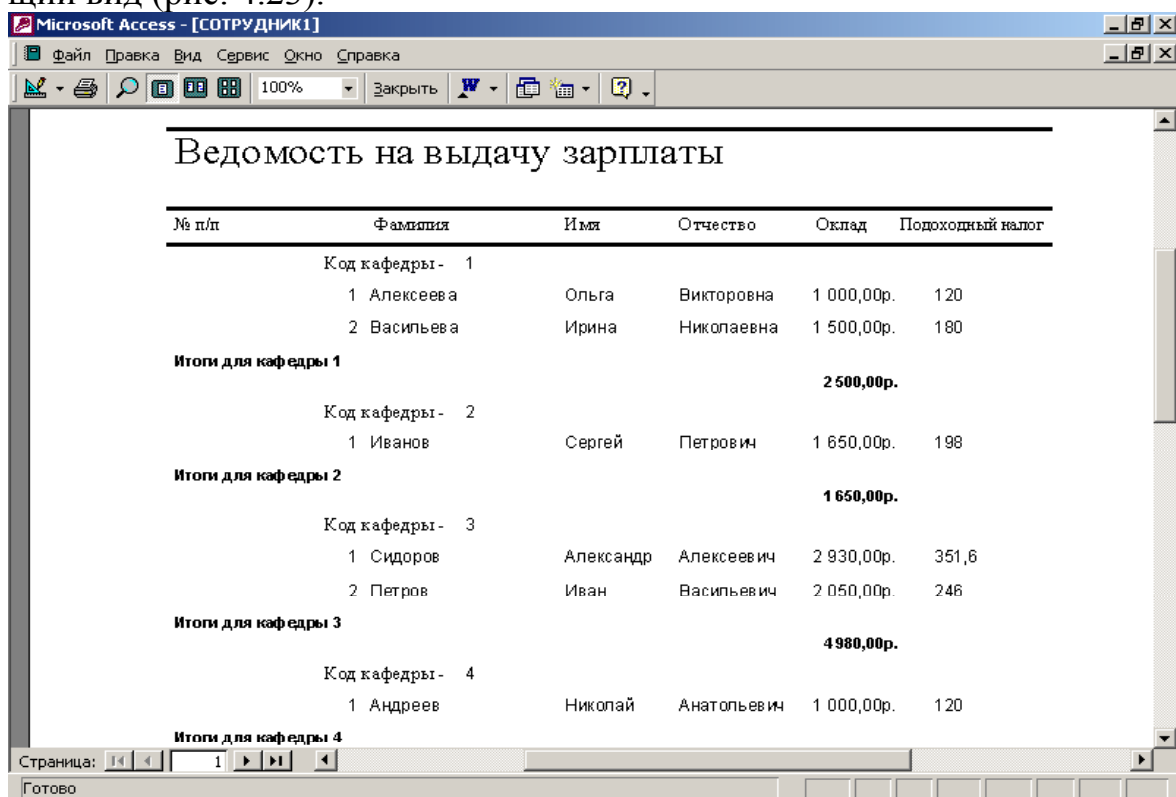 щий вид (рис. 4.23).
Microsoft Access - [СОТРУДНИК1]
Файл Правка Вид Сервис Окно Справка
100% Закрыть
Ведомость на выдачу зарплаты
№ п/п Фамилия Имя Отчество Оклад Подоходный налог
Код кафедры - 1
1 Алексеева Ольга Викторовна 1 000,00р. 120
2 Васильева Ирина Николаевна 1 500,00р. 180
Итоги для кафедры 1
2 500,00р.
Код кафедры - 2
1 Иванов Сергей Петрович 1 650,00р. 198
Итоги для кафедры 2
1 650,00р.
Код кафедры - 3
1 Сидоров Александр Алексеевич 2 930,00р. 351,6
2 Петров Иван Васильевич 2 050,00р. 246
Итоги для кафедры 3
4 980,00р.
Код кафедры - 4
1 Андреев Николай Анатольевич 1 000,00р. 120
Итоги для кафедры 4
Страница: 1
Готово